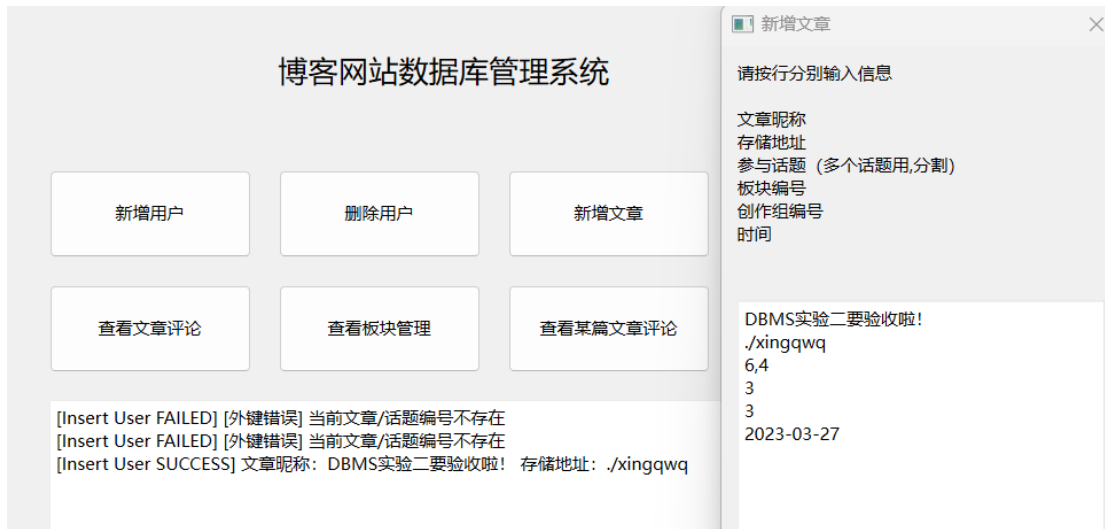 博客网站数据库管理系统
新增用户
删除用户
新增文章
查看文章评论
查看板块管理
查看某篇文章评论
[Insert User FAILED] [外键错误] 当前文章/话题编号不存在
[Insert User FAILED] [外键错误] 当前文章/话题编号不存在
[Insert User SUCCESS] 文章昵称：DBMS实验二要验收啦！ 存储地址：./xingqwq
新增文章
请按行分别输入信息
文章昵称
存储地址
参与话题（多个话题用,分割)
板块编号
创作组编号
时间
DBMS实验二要验收啦！
./xingqwq
6,4
3
3
2023-03-27